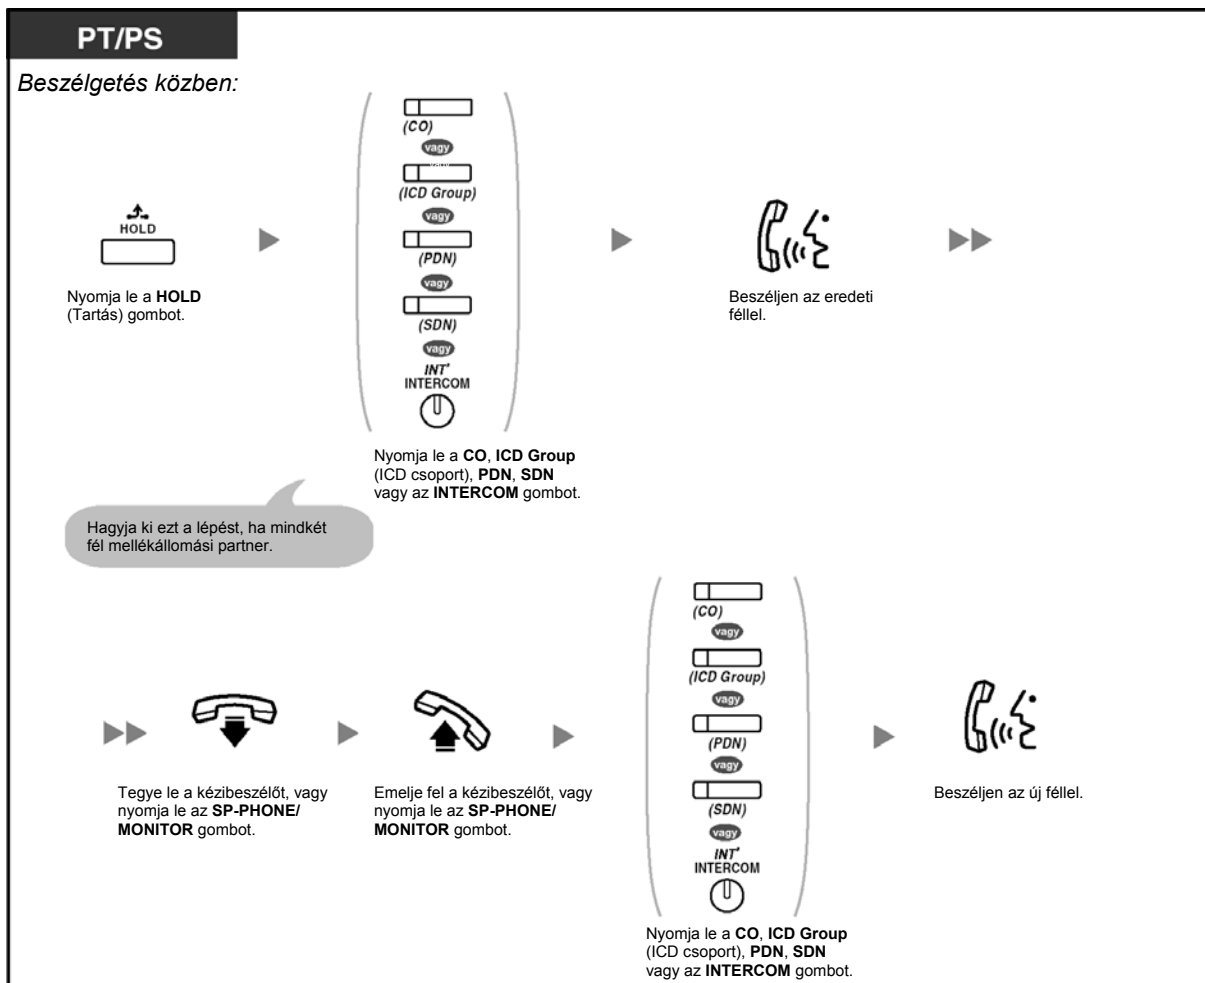 PT/PS
Beszélgetés közben:
HOLD
Nyomja le a HOLD
(Tartás) gombot.
(CO)
vagy
vagy
(ICD Group)
vagy
(PDN)
vagy
(SDN)
vagy
INT'
INTERCOM
Nyomja le a CO, ICD Group
(ICD csoport), PDN, SDN
vagy az INTERCOM gombot.
Beszéljen az eredeti
féllel.
Hagyja ki ezt a lépést, ha mindkét
fél mellékállomási partner.
Tegye le a kézibeszélőt, vagy
nyomja le az SP-PHONE/
MONITOR gombot.
Emelje fel a kézibeszélőt, vagy
nyomja le az SP-PHONE/
MONITOR gombot.
(CO)
vagy
(ICD Group)
vagy
(PDN)
vagy
(SDN)
vagy
INT'
INTERCOM
Nyomja le a CO, ICD Group
(ICD csoport), PDN, SDN
vagy az INTERCOM gombot.
Beszéljen az új féllel.